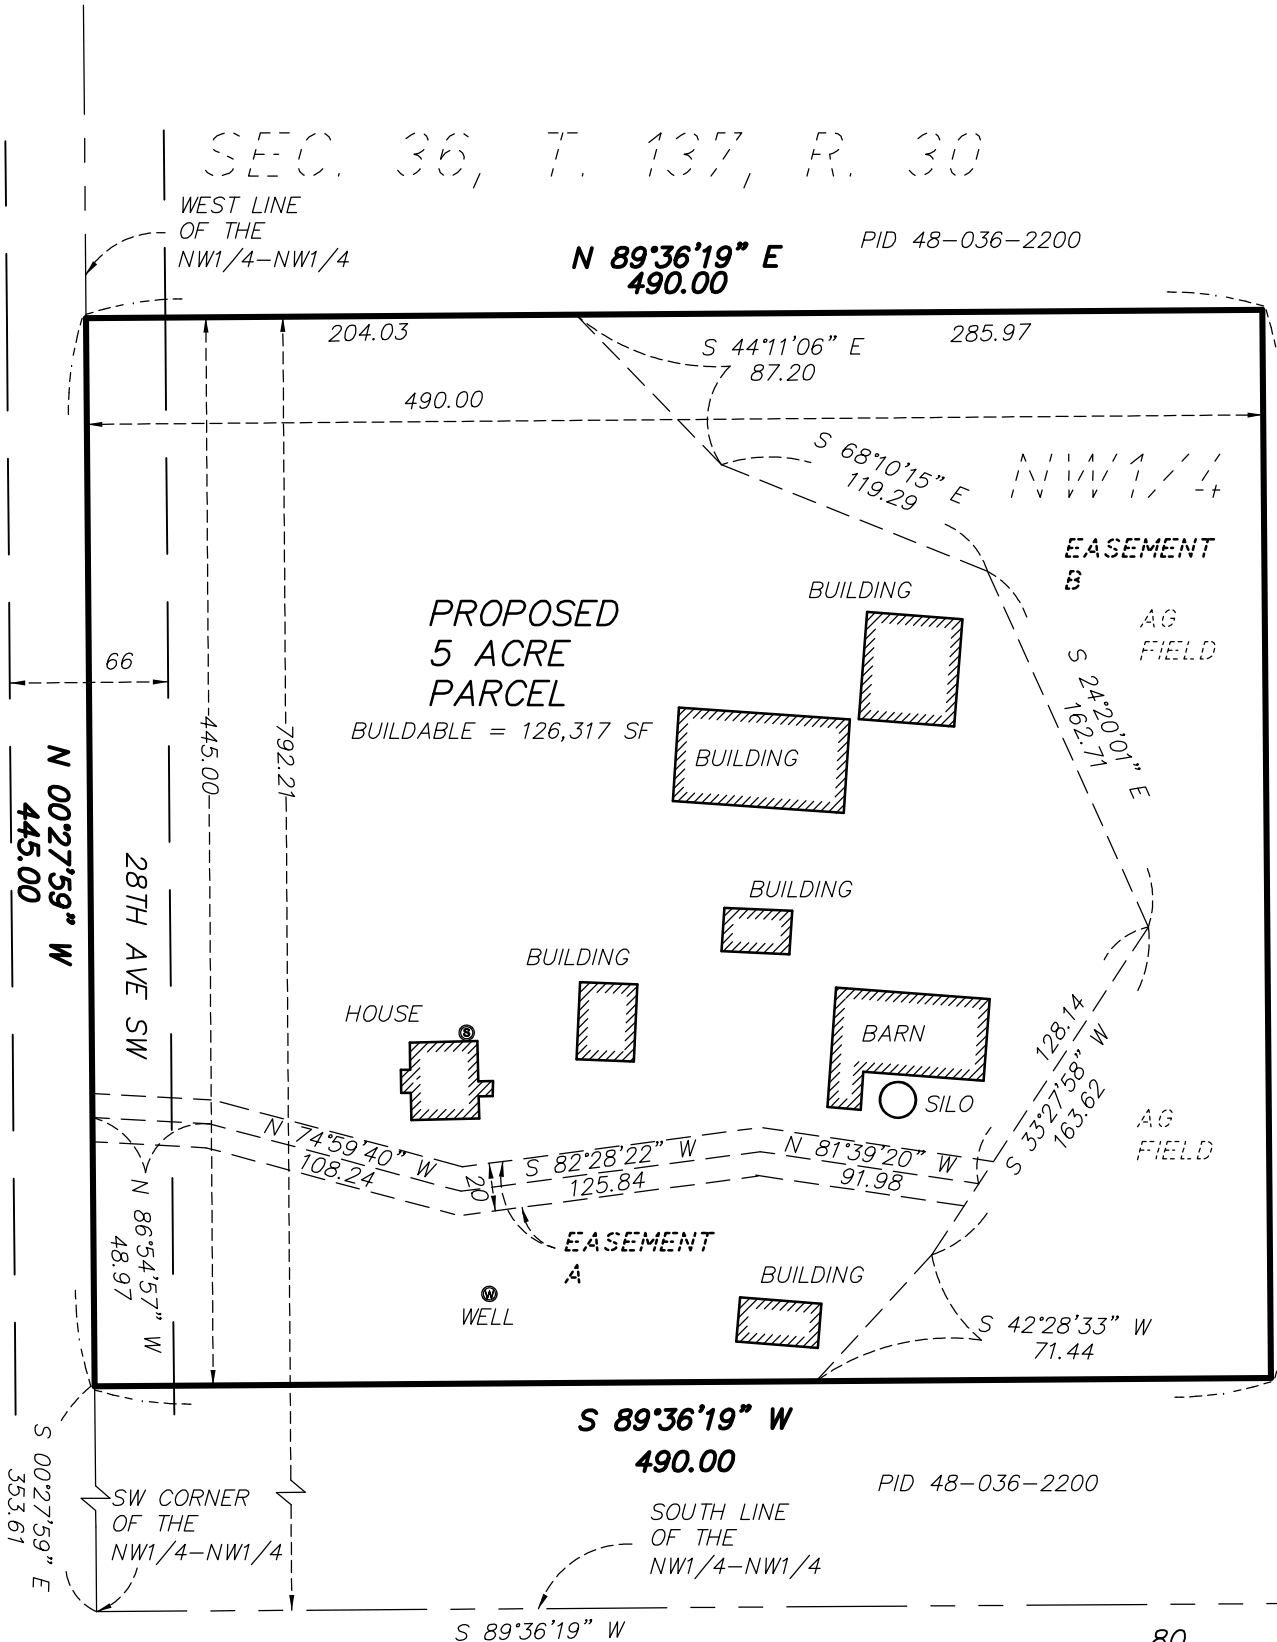 SEC. 36, T. 137, R. 30
WEST LINE
OF THE
NW1/4-NW1/4
N 89°36'19" E
490.00
PID 48-036-2200
204.03
285.97
S 44°11'06" E
87.20
490.00
S 68°10'15" E
119.29
NW1/4
EASEMENT
B
BUILDING
AG
FIELD
PROPOSED
5 ACRE
PARCEL
BUILDABLE = 126,317 SF
66
S 24°20'01" E
162.71
445.00
792.21
BUILDING
N 00°27'59" W
445.00
28TH AVE SW
BUILDING
BUILDING
HOUSE
S
BARN
SILO
128.14
S 33°27'58" W
163.62
AG
FIELD
N 74°59'40" W
108.24
S 82°28'22" W
125.84
N 81°39'20" W
91.98
20
N 86°54'57" W
48.97
EASEMENT
A
W
WELL
BUILDING
S 42°28'33" W
71.44
S 89°36'19" W
490.00
S 00°27'59" E
353.61
SW CORNER
OF THE
NW1/4-NW1/4
PID 48-036-2200
SOUTH LINE
OF THE
NW1/4-NW1/4
S 89°36'19" W
80